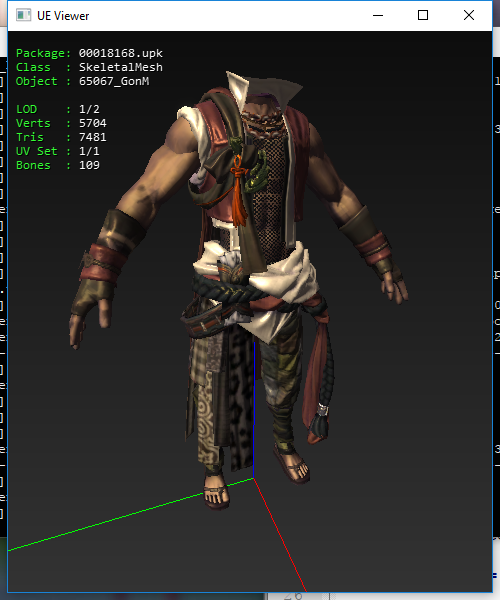 UE Viewer
Package: 00018168.upk
Class : SkeletalMesh
Object : 65067_GonM
LOD : 1/2
Verts : 5704
Tris : 7481
UV Set : 1/1
Bones : 109